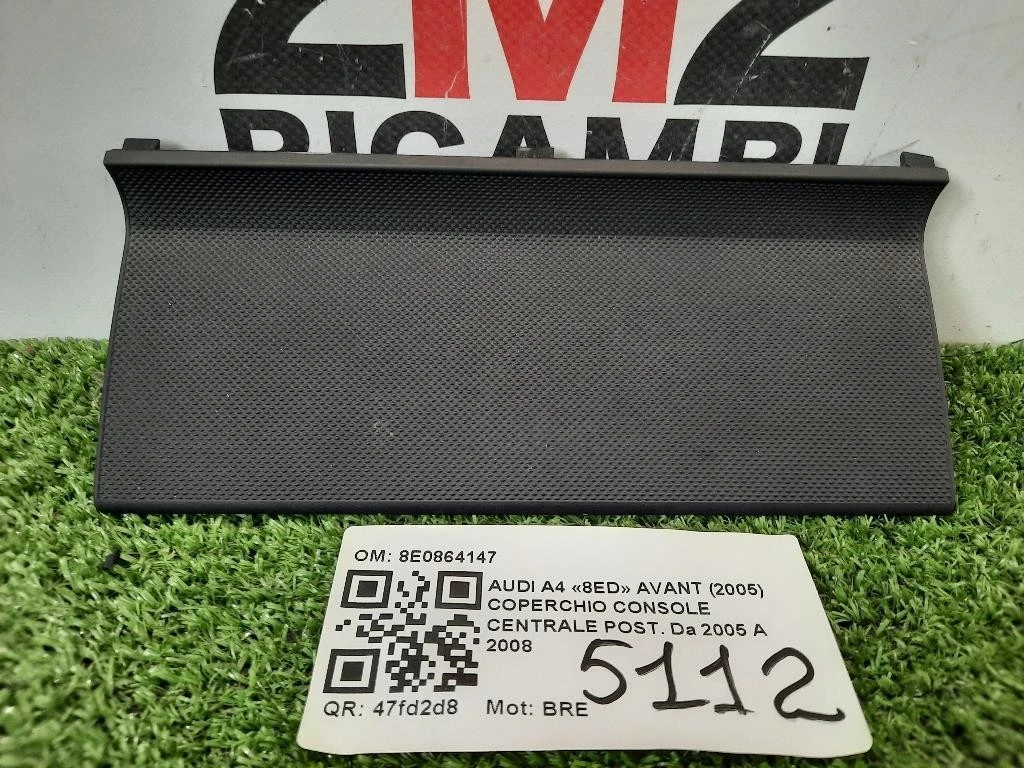 2M2
RICAMBI
OM: 8E0864147
AUDI A4 «8ED» AVANT (2005)
COPERCHIO CONSOLE
CENTRALE POST. Da 2005 A
2008
5112
QR: 47fd2d8 Mot: BRE